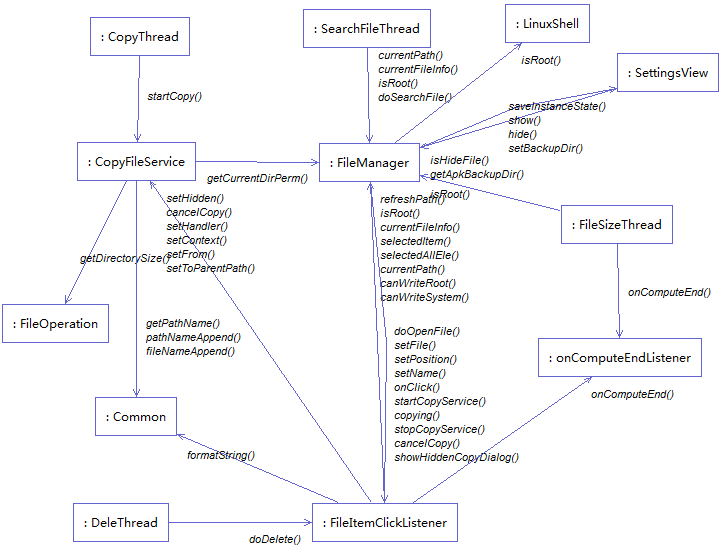 : LinuxShell
: SearchFileThread
: CopyThread
currentPath()
currentFileInfo()
isRoot()
doSearchFile()
isRoot()
: SettingsView
startCopy()
saveInstanceState()
show()
hide()
setBackupDir()
: CopyFileService
: FileManager
isHideFile()
getApkBackupDir()
isRoot()
getCurrentDirPerm()
setHidden()
cancelCopy()
setHandler()
setContext()
setFrom()
setToParentPath()
refreshPath()
isRoot()
currentFileInfo()
selectedItem()
selectedAllEle()
currentPath()
canWriteRoot()
canWriteSystem()
: FileSizeThread
getDirectorySize()
onComputeEnd()
: FileOperation
getPathName()
pathNameAppend()
fileNameAppend()
doOpenFile()
setFile()
setPosition()
setName()
onClick()
startCopyService()
copying()
stopCopyService()
cancelCopy()
showHiddenCopyDialog()
: onComputeEndListener
onComputeEnd()
: Common
formatString()
: DeleThread
doDelete()
: FileItemClickListener